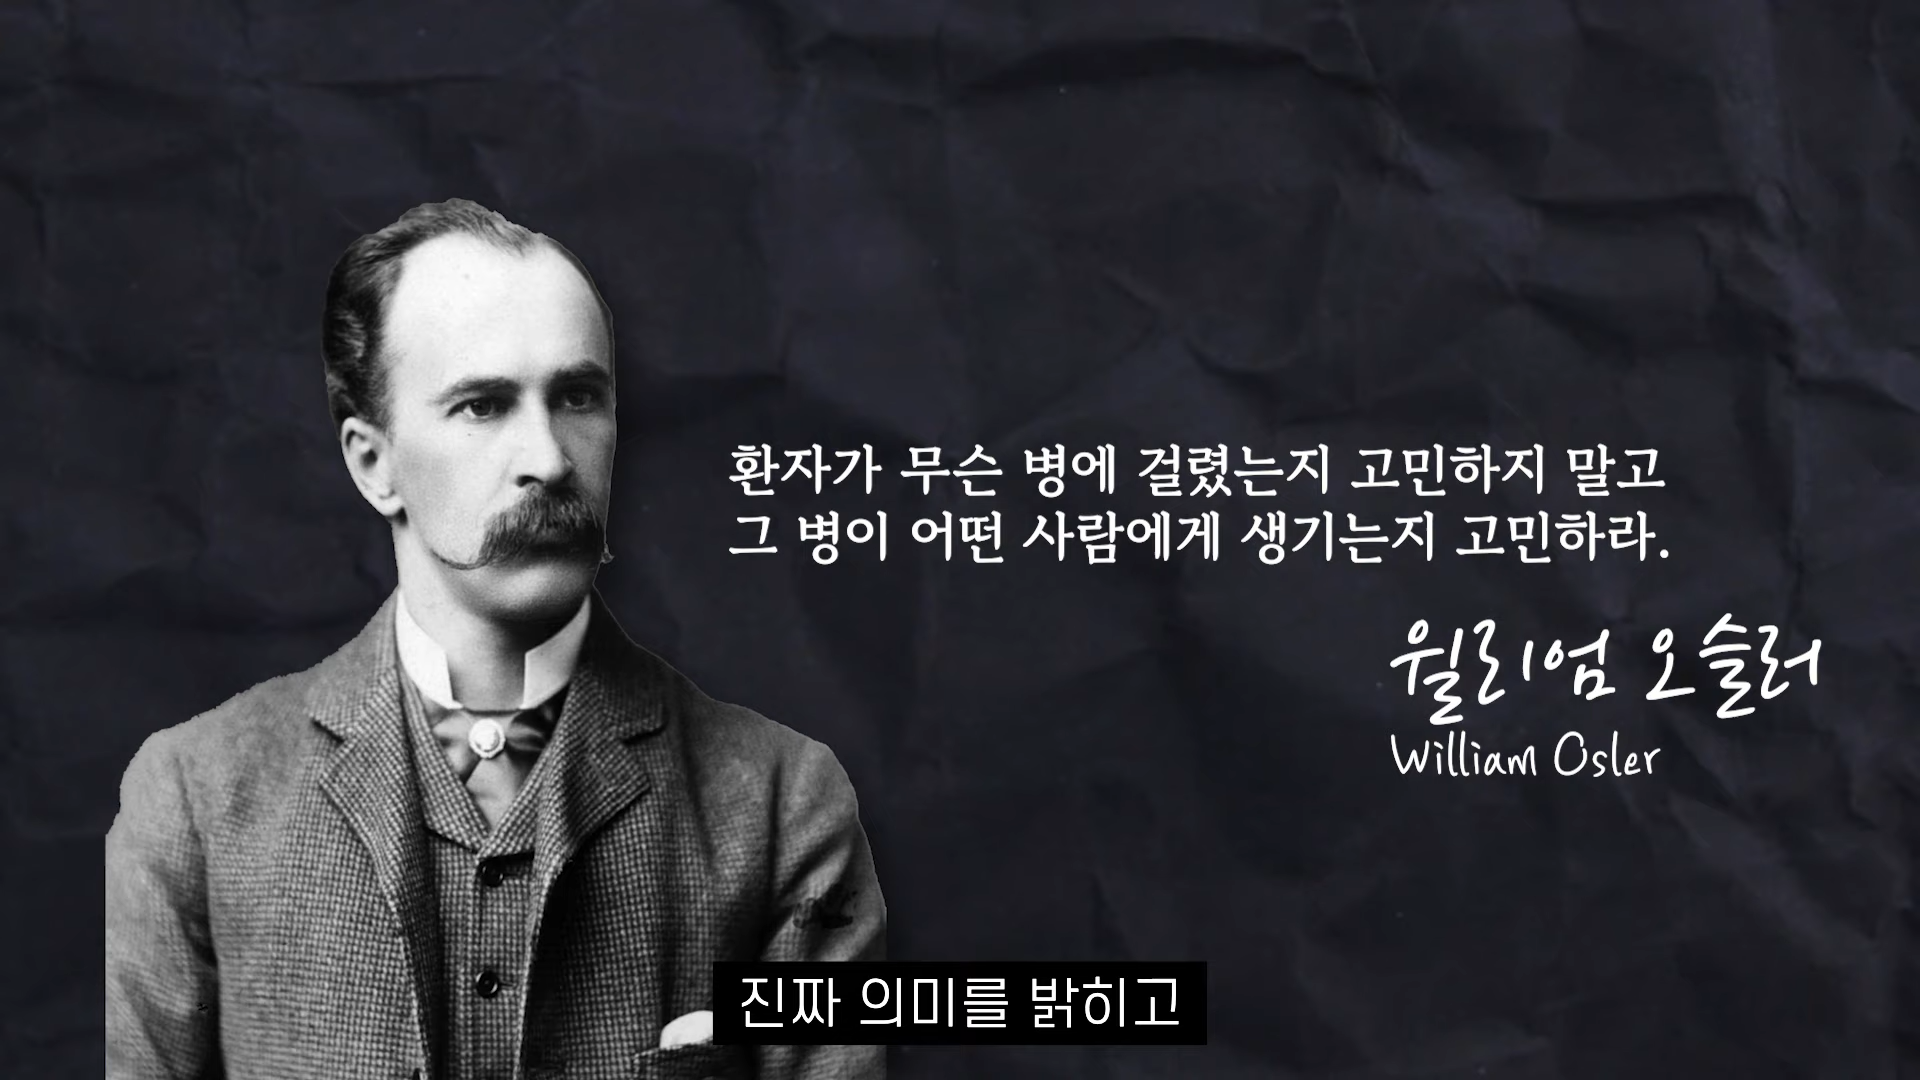 환자가 무슨 병에 걸렸는지 고민하지 말고
그 병이 어떤 사람에게 생기는지 고민하라.
윌리엄 오슬러
William Osler
진짜 의미를 밝히고